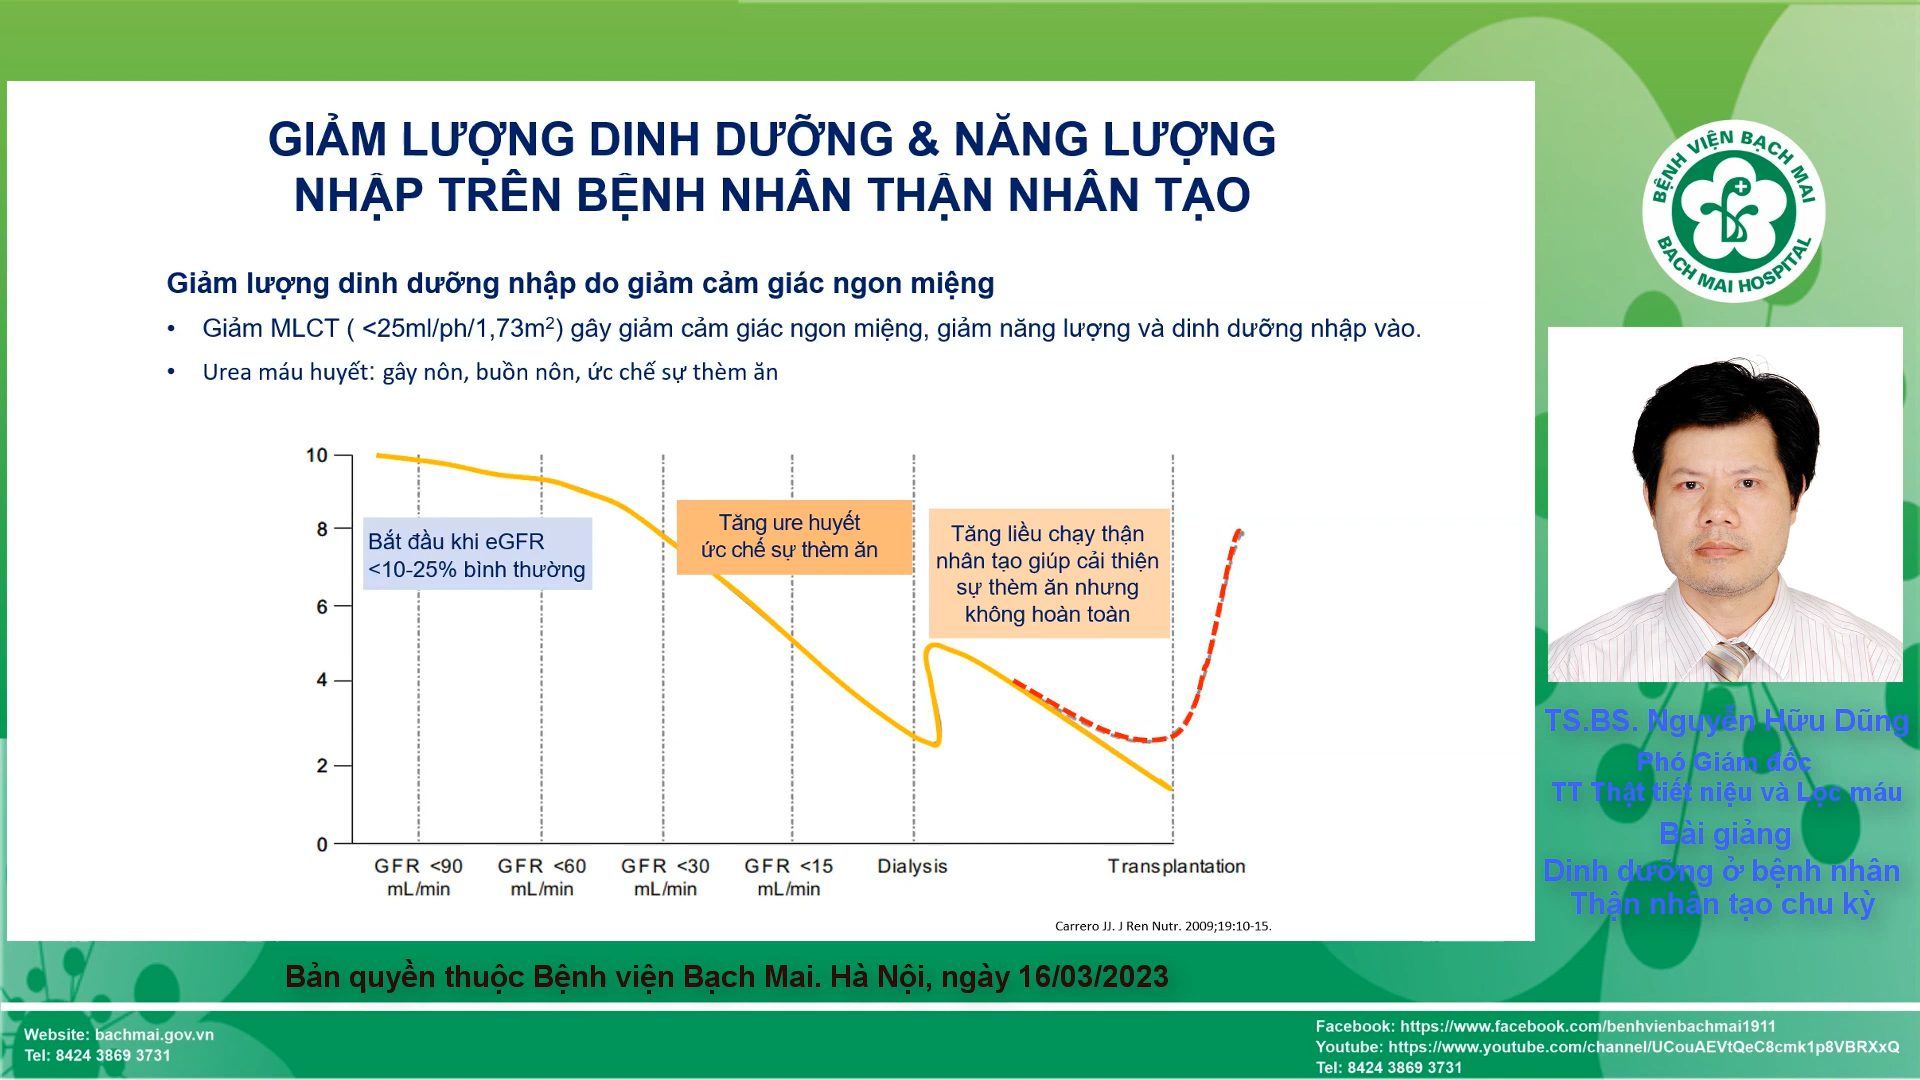 GIẢM LƯỢNG DINH DƯỠNG & NĂNG LƯỢNG
NHẬP TRÊN BỆNH NHÂN THẬN NHÂN TẠO
Giảm lượng dinh dưỡng nhập do giảm cảm giác ngon miệng
• Giảm MLCT ( <25ml/ph/1,73m²) gây giảm cảm giác ngon miệng, giảm năng lượng và dinh dưỡng nhập vào.
• Urea máu huyết: gây nôn, buồn nôn, ức chế sự thèm ăn
10
8
6
4
2
0
Bắt đầu khi eGFR
<10-25% bình thường
Tăng ure huyết
ức chế sự thèm ăn
Tăng liều chạy thận
nhân tạo giúp cải thiện
sự thèm ăn nhưng
không hoàn toàn
GFR <90
mL/min
GFR <60
mL/min
GFR <30
mL/min
GFR <15
mL/min
Dialysis
Transplantation
Carrero JJ. J Ren Nutr. 2009;19:10-15.
BỆNH VIỆN BẠCH MAI
BACH MAI HOSPITAL
TS.BS. Nguyễn Hữu Dũng
Phó Giám đốc
TT Thật tiết niệu và Lọc máu
Bài giảng
Dinh dưỡng ở bệnh nhân
Thận nhân tạo chu kỳ
Bản quyền thuộc Bệnh viện Bạch Mai. Hà Nội, ngày 16/03/2023
Website: bachmai.gov.vn
Tel: 8424 3869 3731
Facebook: https://www.facebook.com/benhvienbachmai1911
Youtube: https://www.youtube.com/channel/UCouAEVtQeC8cmk1p8VBRXxQ
Tel: 8424 3869 3731